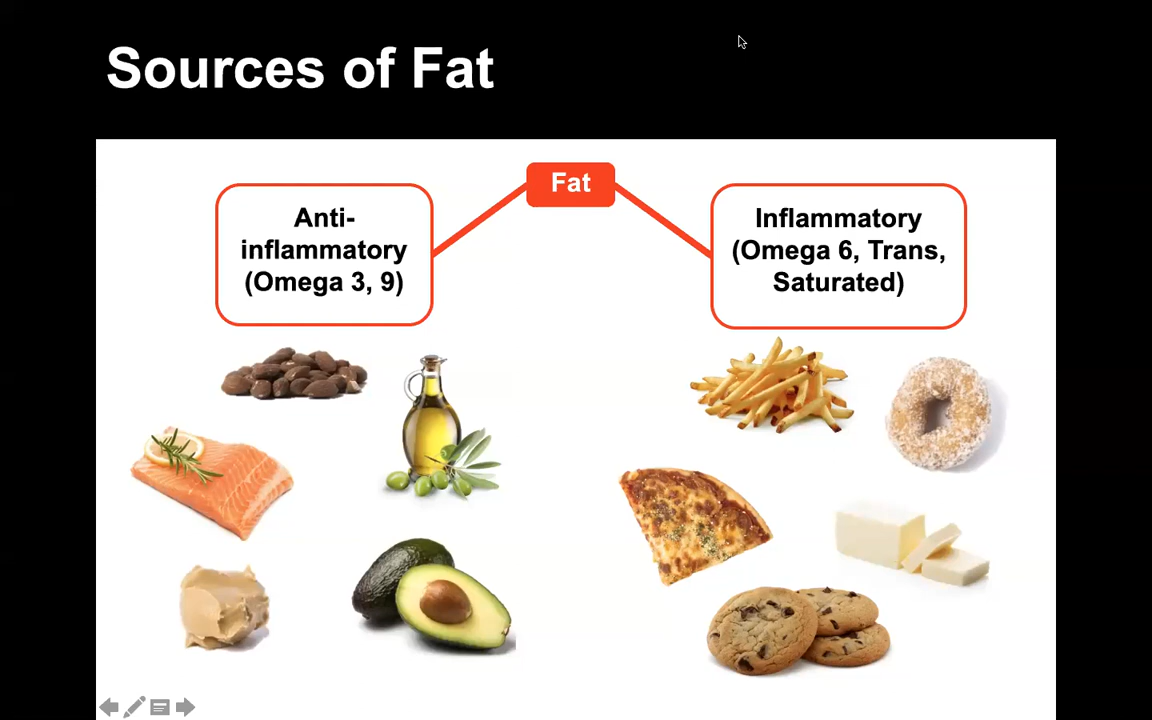 Sources of Fat
Fat
Anti-
inflammatory
(Omega 3, 9)
Inflammatory
(Omega 6, Trans,
Saturated)